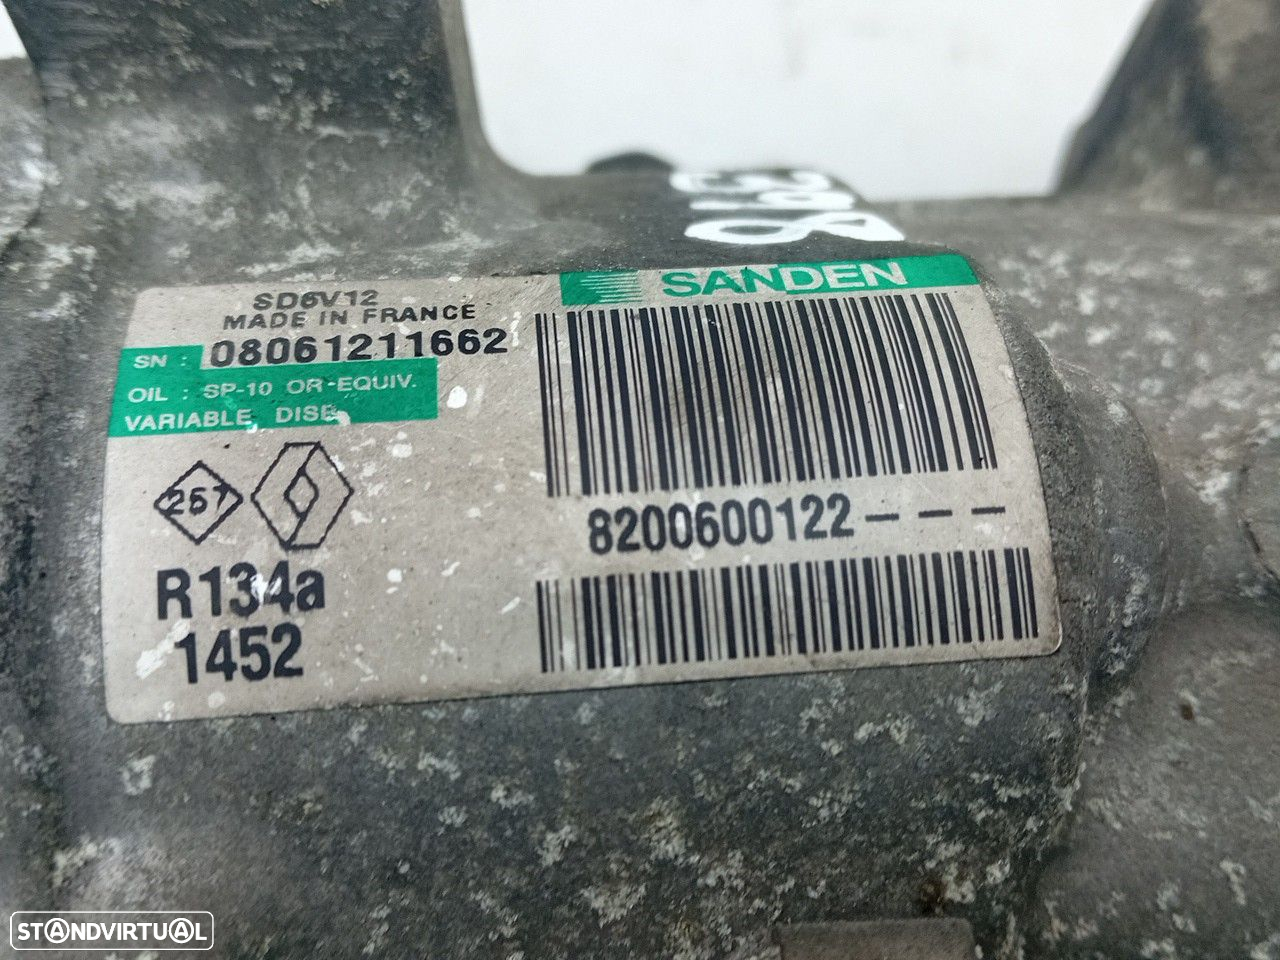 SANDEN
SD6V12
MADE IN FRANCE
SN : 08061211662
OIL : SP-10 OR EQUIV.
VARIABLE DISP.
257
8200600122---
R134a
1452
STANDVIRTUAL